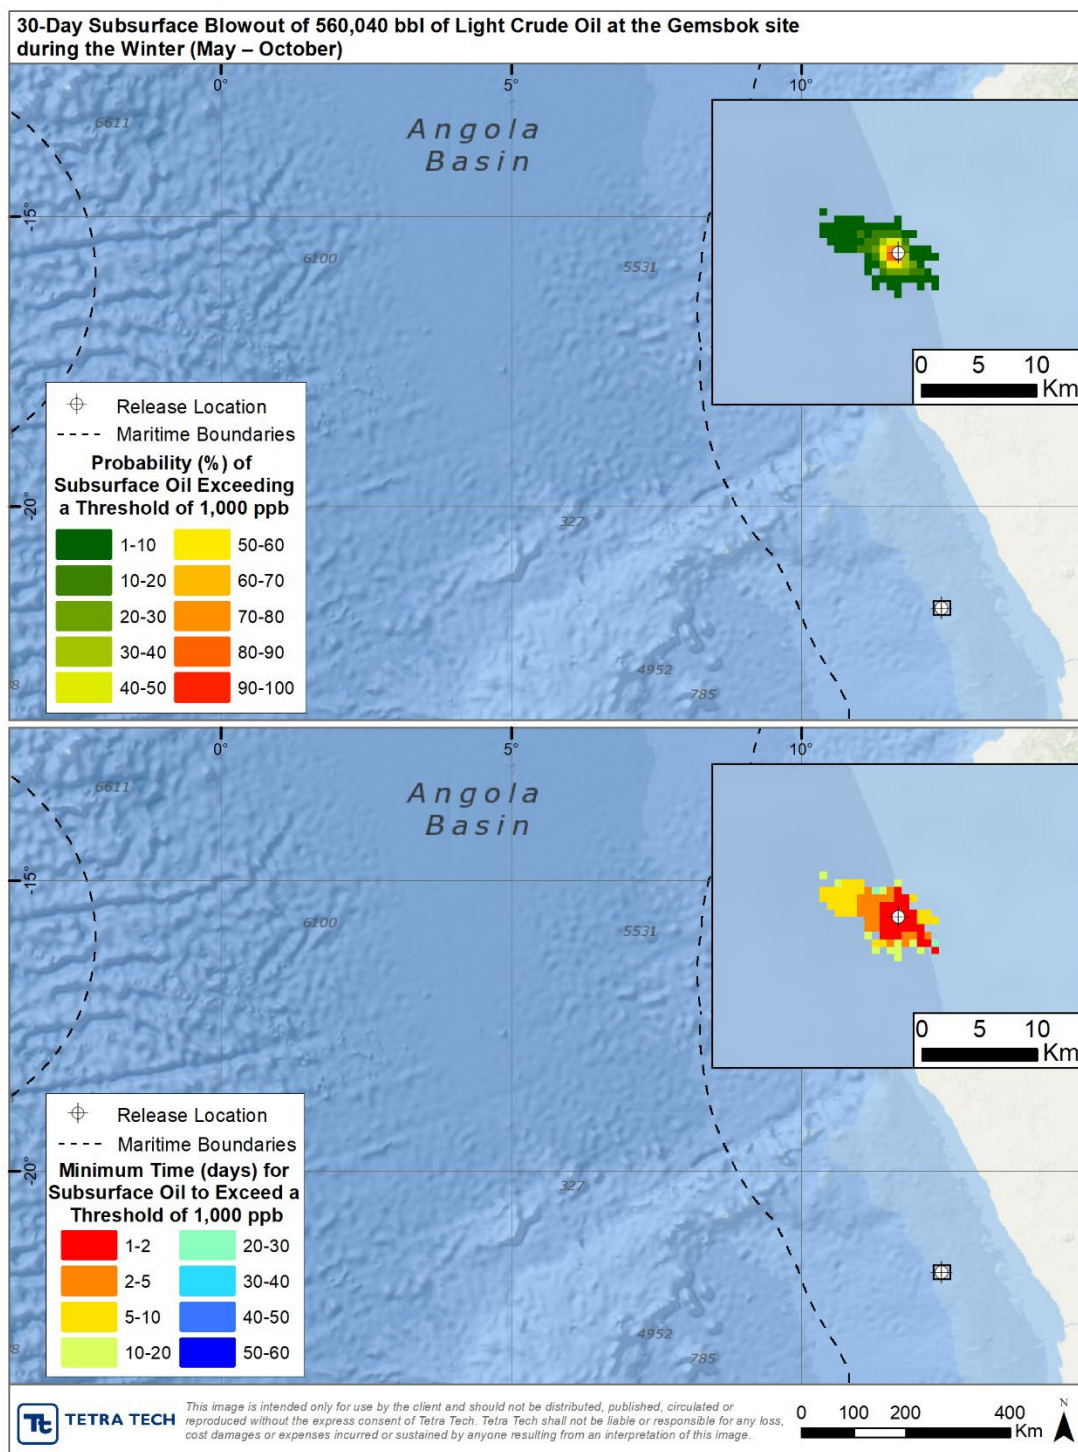 30-Day Subsurface Blowout of 560,040 bbl of Light Crude Oil at the Gemsbok site
during the Winter (May – October)
0°
5°
10°
6611
Angola
Basin
-15°
6100
5531
0 5 10
Km
Release Location
Maritime Boundaries
Probability (%) of
Subsurface Oil Exceeding
a Threshold of 1,000 ppb
1-10 50-60
10-20 60-70
20-30 70-80
30-40 80-90
40-50 90-100
-20°
327
4952
785
8
0°
5°
10°
6611
Angola
Basin
-15°
6100
5531
0 5 10
Km
Release Location
Maritime Boundaries
Minimum Time (days) for
Subsurface Oil to Exceed a
Threshold of 1,000 ppb
1-2 20-30
2-5 30-40
5-10 40-50
10-20 50-60
-20°
327
4952
785
8
Tt TETRA TECH
This image is intended only for use by the client and should not be distributed, published, circulated or
reproduced without the express consent of Tetra Tech. Tetra Tech shall not be liable or responsible for any loss,
cost damages or expenses incurred or sustained by anyone resulting from an interpretation of this image.
0 100 200 400
Km
N